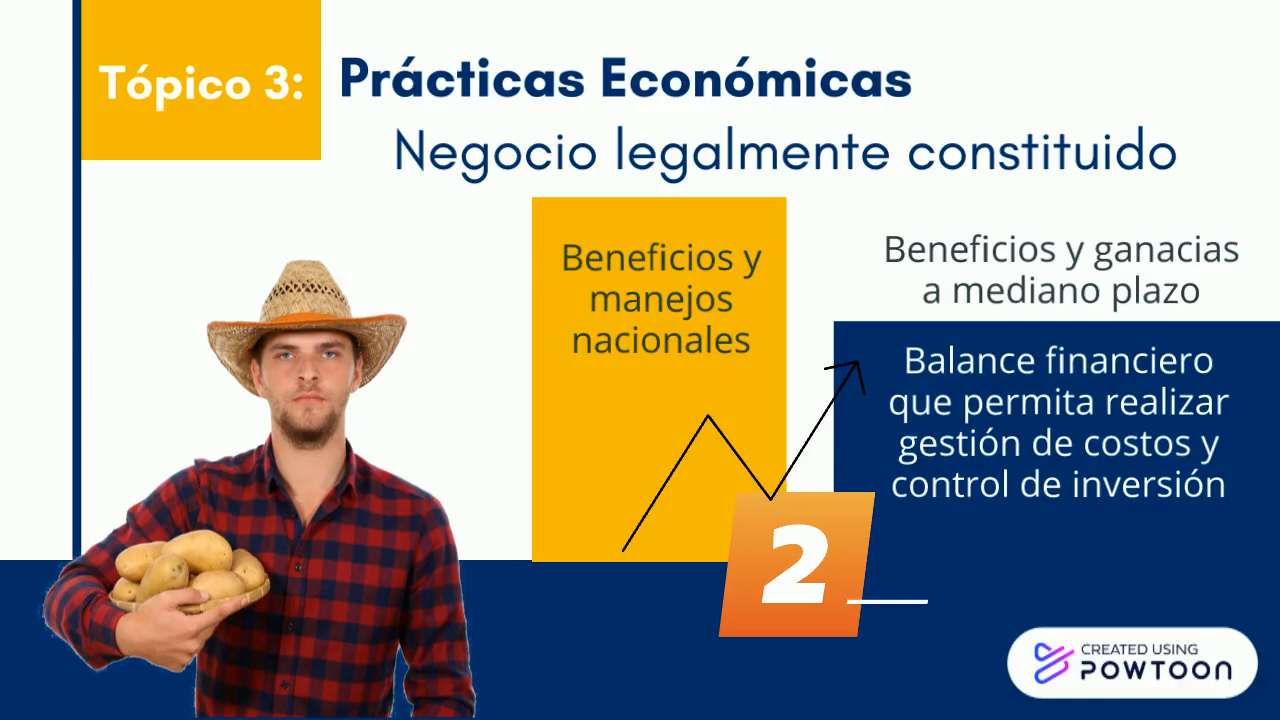 Tópico 3:
Prácticas Económicas
Negocio legalmente constituido
Beneficios y
manejos
nacionales
Beneficios y ganacias
a mediano plazo
Balance financiero
que permita realizar
gestión de costos y
control de inversión
2
CREATED USING
POWTOON